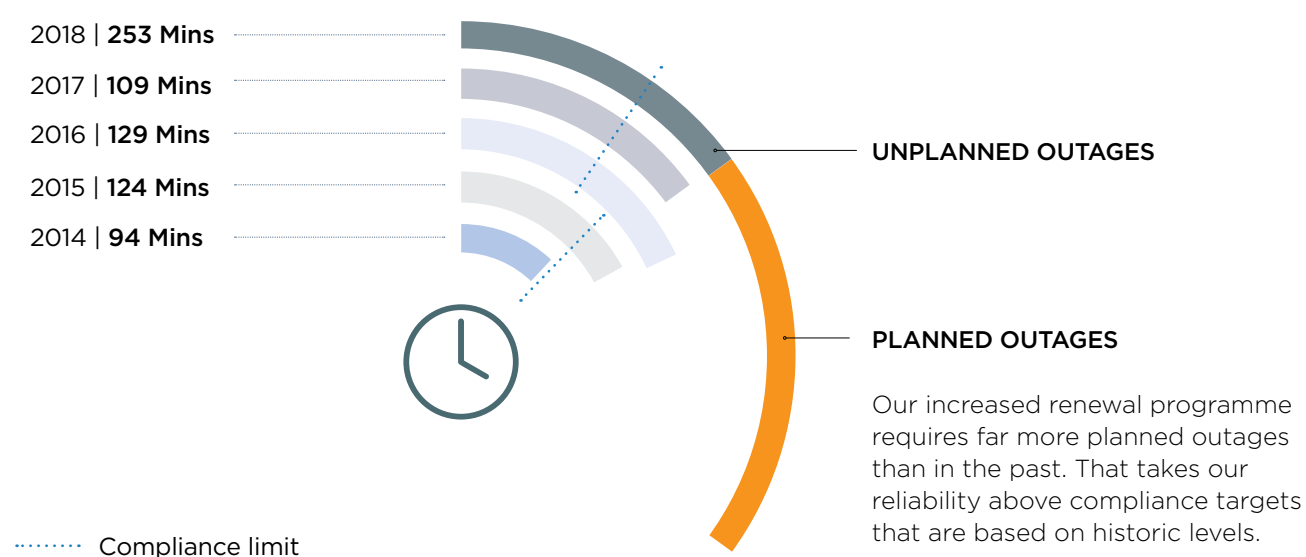 2018 | 253 Mins
2017 | 109 Mins
2016 | 129 Mins
2015 | 124 Mins
2014 | 94 Mins
UNPLANNED OUTAGES
PLANNED OUTAGES
Our increased renewal programme
requires far more planned outages
than in the past. That takes our
reliability above compliance targets
that are based on historic levels.
Compliance limit